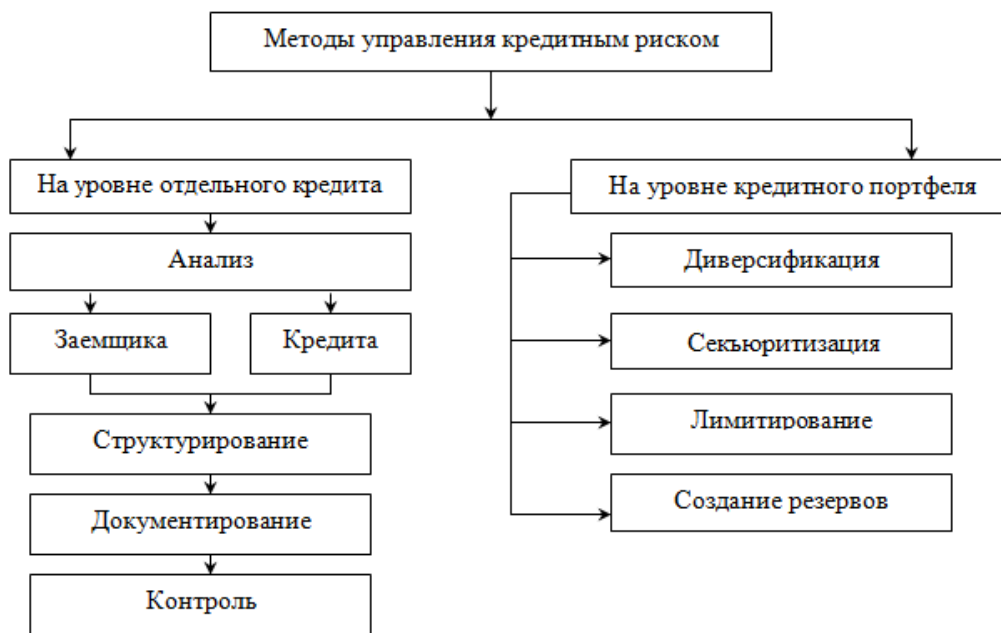 Методы управления кредитным риском
На уровне отдельного кредита
На уровне кредитного портфеля
Анализ
Заемщика
Кредита
Структурирование
Документирование
Контроль
Диверсификация
Секъюритизация
Лимитирование
Создание резервов